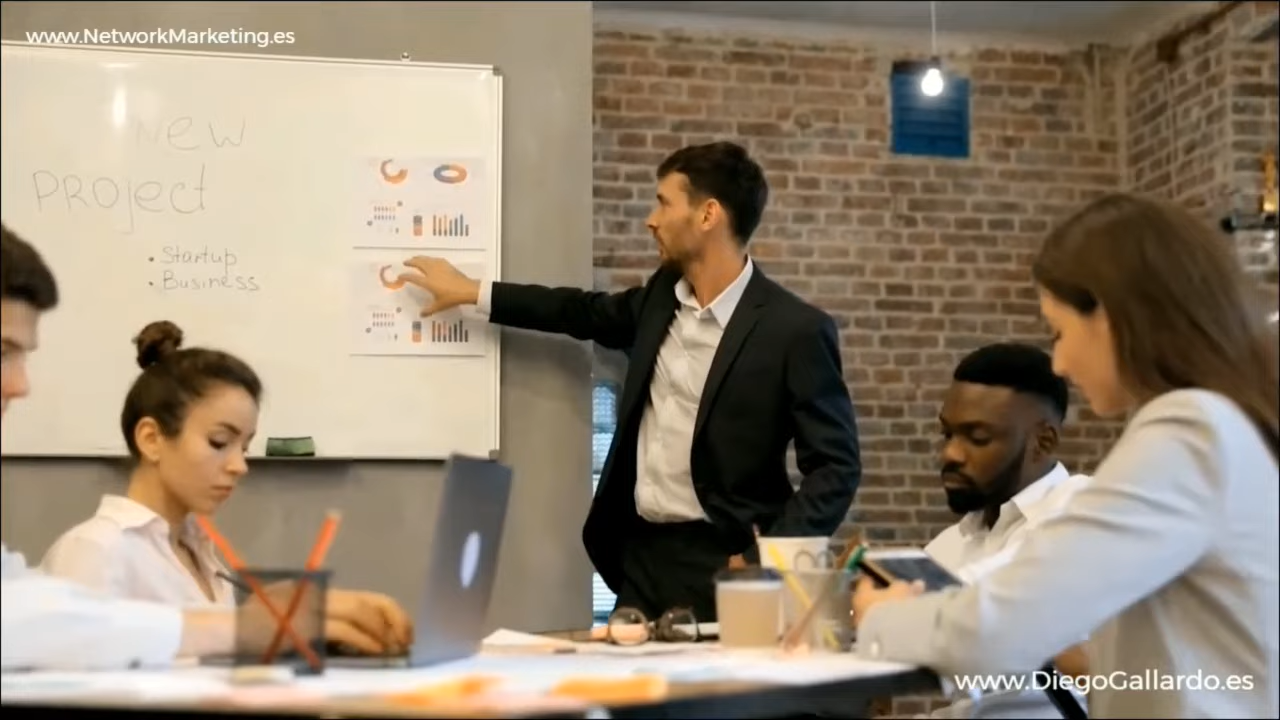 www.NetworkMarketing.es
New
Project
• Startup
• Business
www.DiegoGallardo.es